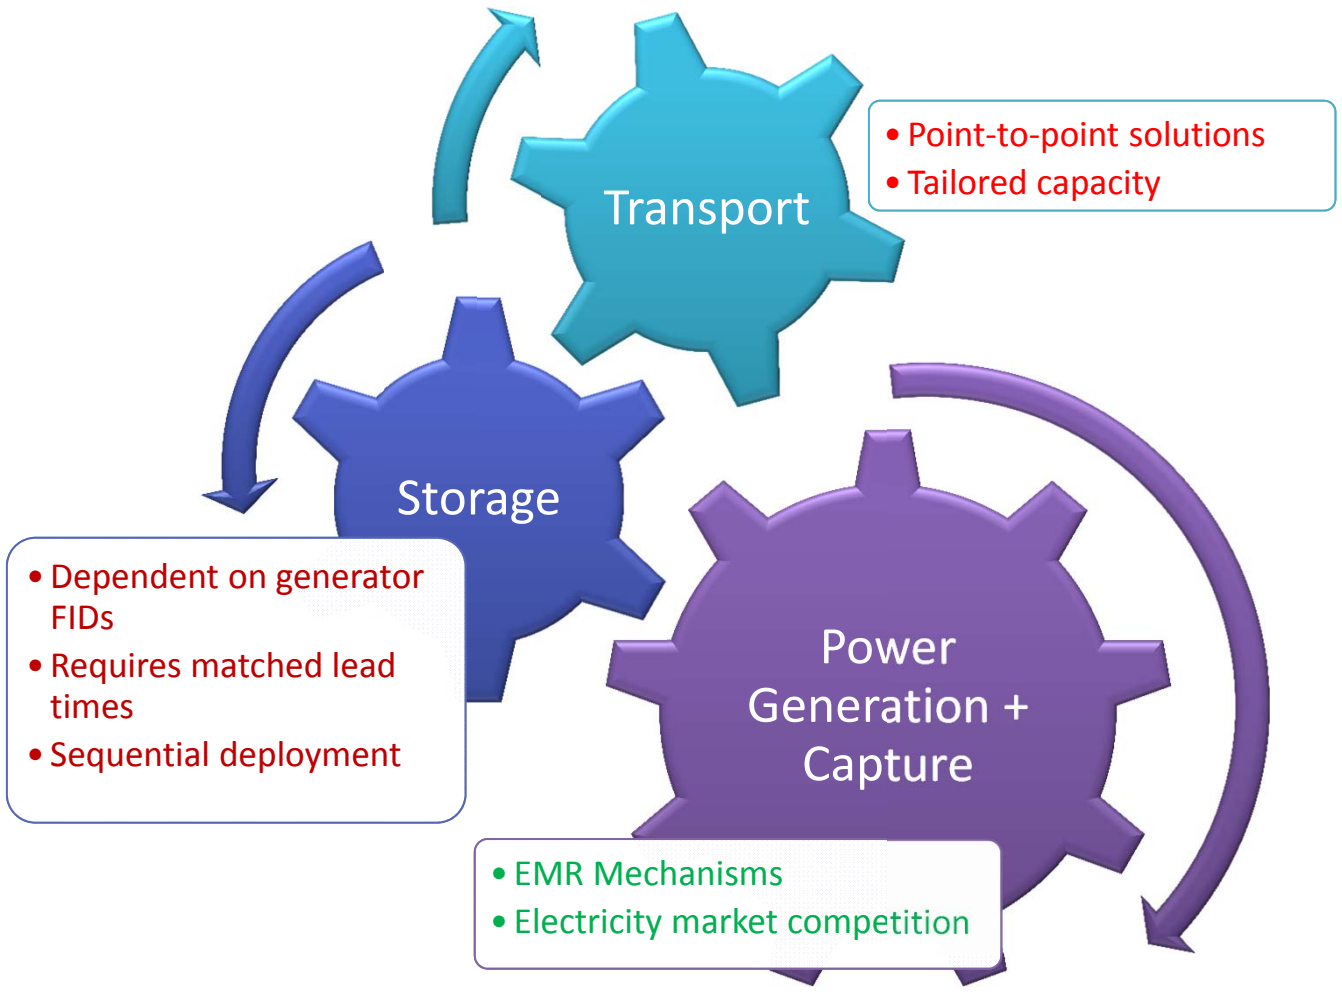 Transport
• Point-to-point solutions
• Tailored capacity
Storage
• Dependent on generator
FIDs
• Requires matched lead
times
• Sequential deployment
Power
Generation +
Capture
• EMR Mechanisms
• Electricity market competition